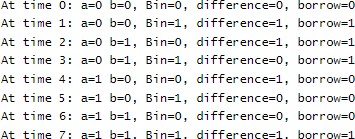 At time 0: a=0 b=0, Bin=0, difference=0, borrow=0
At time 1: a=0 b=0, Bin=1, difference=1, borrow=1
At time 2: a=0 b=1, Bin=0, difference=1, borrow=1
At time 3: a=0 b=1, Bin=1, difference=0, borrow=1
At time 4: a=1 b=0, Bin=0, difference=1, borrow=0
At time 5: a=1 b=0, Bin=1, difference=0, borrow=0
At time 6: a=1 b=1, Bin=0, difference=0, borrow=0
At time 7: a=1 b=1, Bin=1, difference=1, borrow=1